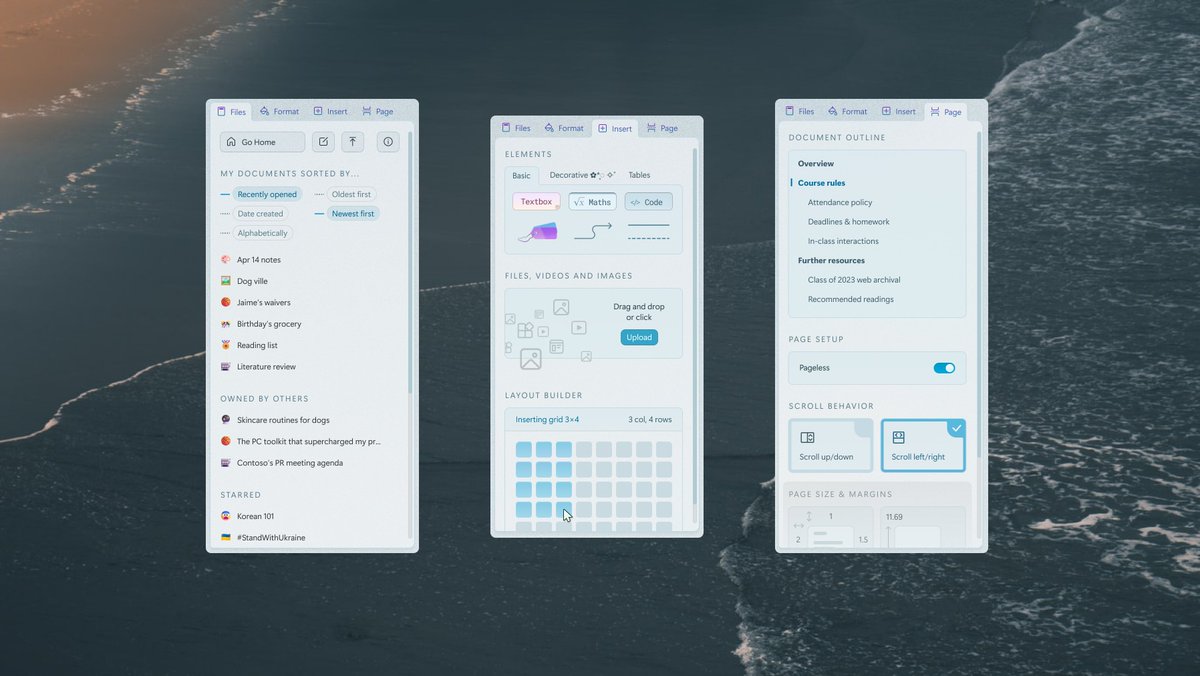 Files Format Insert Page
Go Home
MY DOCUMENTS SORTED BY...
Recently opened Oldest first
Date created Newest first
Alphabetically
Apr 14 notes
Dog ville
Jaime's waivers
Birthday's grocery
Reading list
Literature review
OWNED BY OTHERS
Skincare routines for dogs
The PC toolkit that supercharged my pr...
Contoso's PR meeting agenda
STARRED
Korean 101
#StandWithUkraine
Files Format Insert Page
ELEMENTS
Basic Decorative Tables
Textbox √x Maths </> Code
FILES, VIDEOS AND IMAGES
Drag and drop
or click
Upload
LAYOUT BUILDER
Inserting grid 3×4 3 col, 4 rows
Files Format Insert Page
DOCUMENT OUTLINE
Overview
Course rules
Attendance policy
Deadlines & homework
In-class interactions
Further resources
Class of 2023 web archival
Recommended readings
PAGE SETUP
Pageless
SCROLL BEHAVIOR
Scroll up/down Scroll left/right
PAGE SIZE & MARGINS
1 11.69
2 1.5